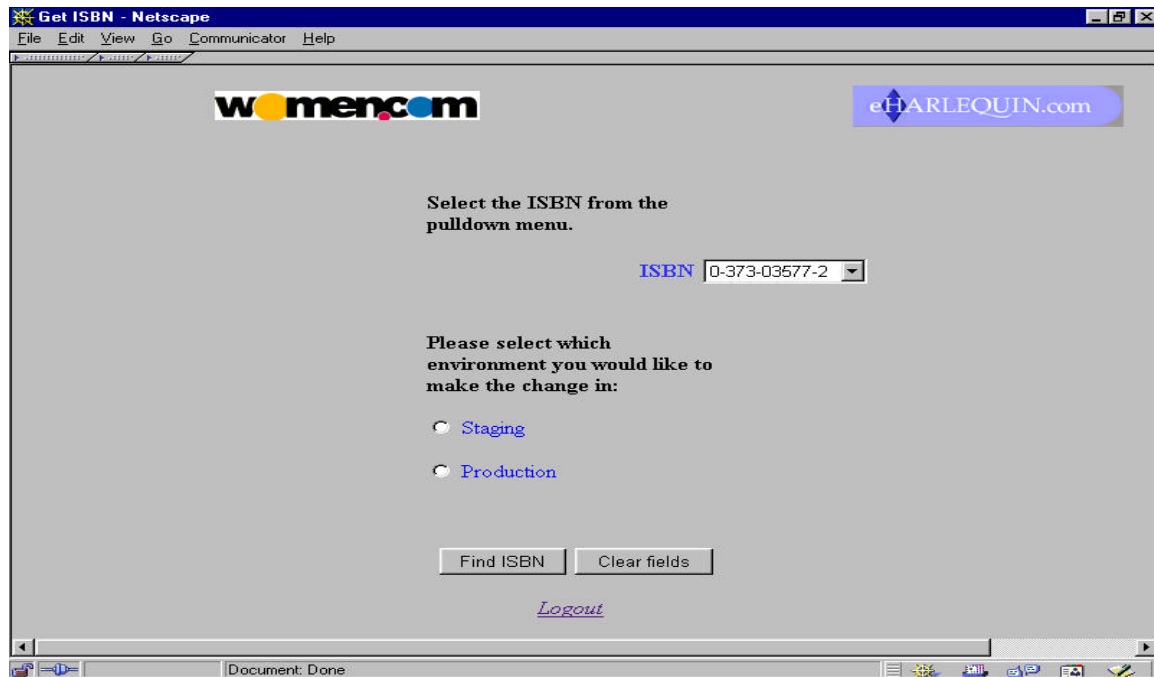 Get ISBN - Netscape
File Edit View Go Communicator Help
women.com
eHARLEQUIN.com
Select the ISBN from the
pulldown menu.
ISBN 0-373-03577-2
Please select which
environment you would like to
make the change in:
Staging
Production
Find ISBN Clear fields
Logout
Document: Done